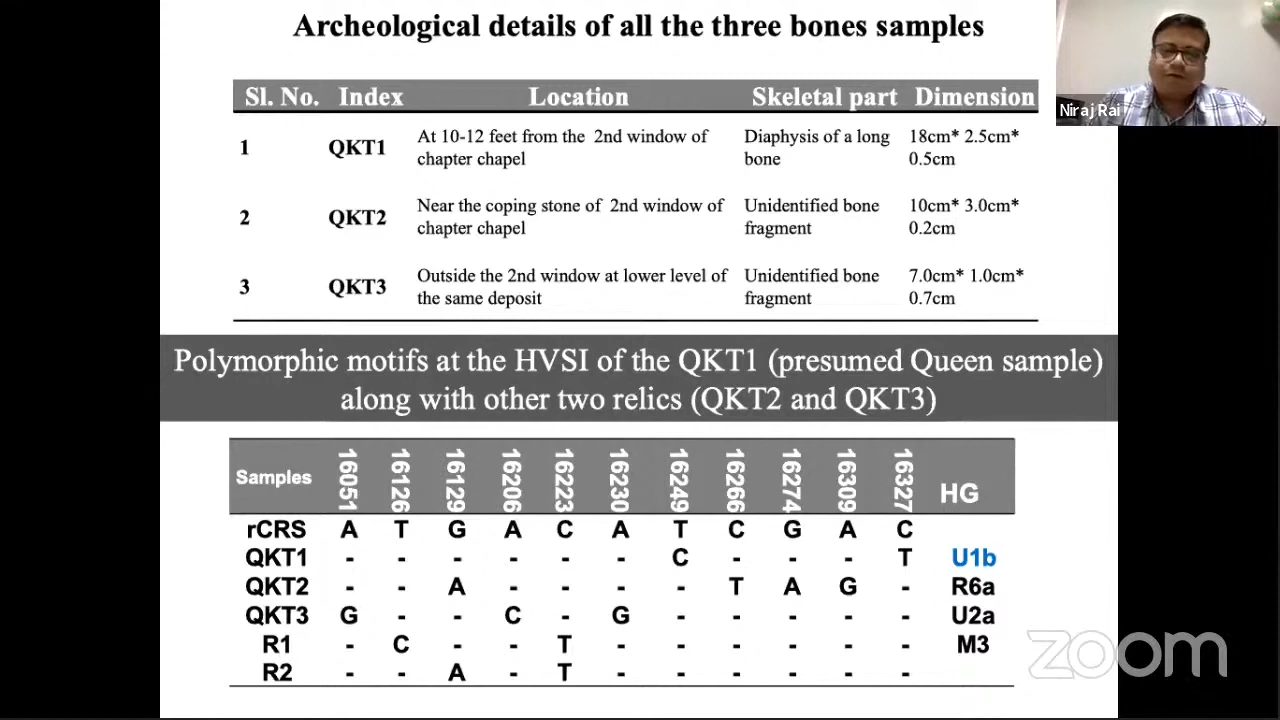 Archeological details of all the three bones samples
Niraj Rai
Sl. No. Index Location Skeletal part Dimension
1 QKT1 At 10-12 feet from the 2nd window of chapter chapel Diaphysis of a long bone 18cm* 2.5cm* 0.5cm
2 QKT2 Near the coping stone of 2nd window of chapter chapel Unidentified bone fragment 10cm* 3.0cm* 0.2cm
3 QKT3 Outside the 2nd window at lower level of the same deposit Unidentified bone fragment 7.0cm* 1.0cm* 0.7cm
Polymorphic motifs at the HVSI of the QKT1 (presumed Queen sample)
along with other two relics (QKT2 and QKT3)
Samples 16051 16126 16129 16206 16223 16230 16249 16266 16274 16309 16327 HG
rCRS A T G A C A T C G A C
QKT1 - - - - - - C - - - T U1b
QKT2 - - A - - - - T A G - R6a
QKT3 G - - C - G - - - - - U2a
R1 - C - - T - - - - - - M3
R2 - - A - T - - - - - -
zoom